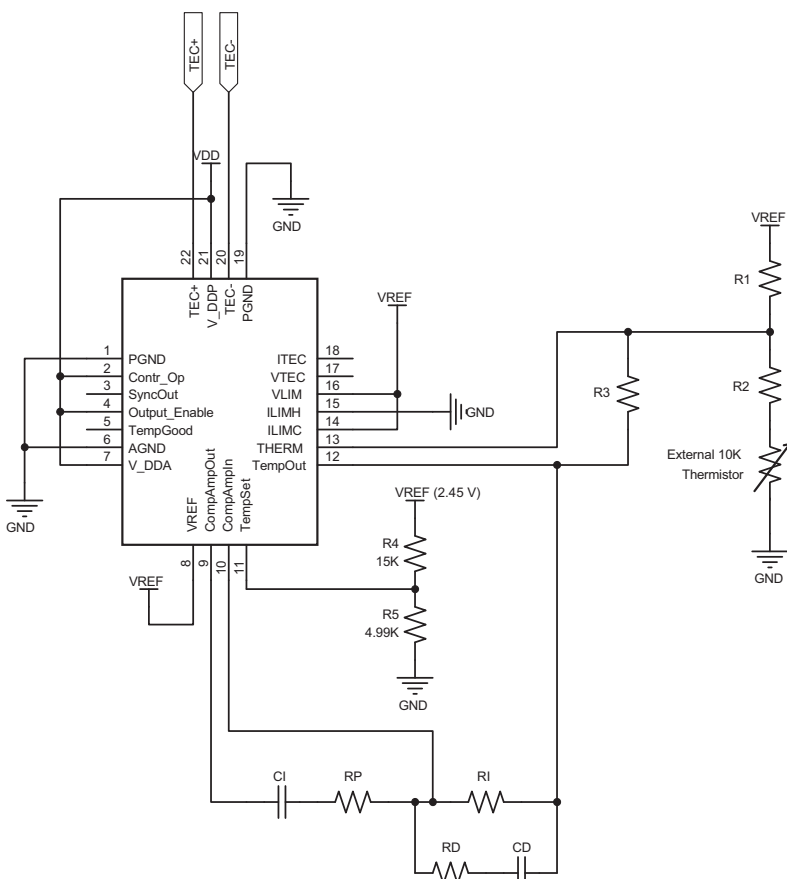 TEC+
TEC-
VDD
GND
22
21
20
19
TEC+
V_DDP
TEC-
PGND
VREF
VREF
R1
R2
R3
External 10K
Thermistor
GND
1
2
3
4
5
6
7
PGND
Contr_Op
SyncOut
Output_Enable
TempGood
AGND
V_DDA
ITEC
VTEC
VLIM
ILIMH
ILIMC
THERM
TempOut
18
17
16
15
14
13
12
GND
GND
VREF
CompAmpOut
CompAmpIn
TempSet
8
9
10
11
VREF
VREF (2.45 V)
R4
15K
R5
4.99K
GND
CI
RP
RI
RD
CD